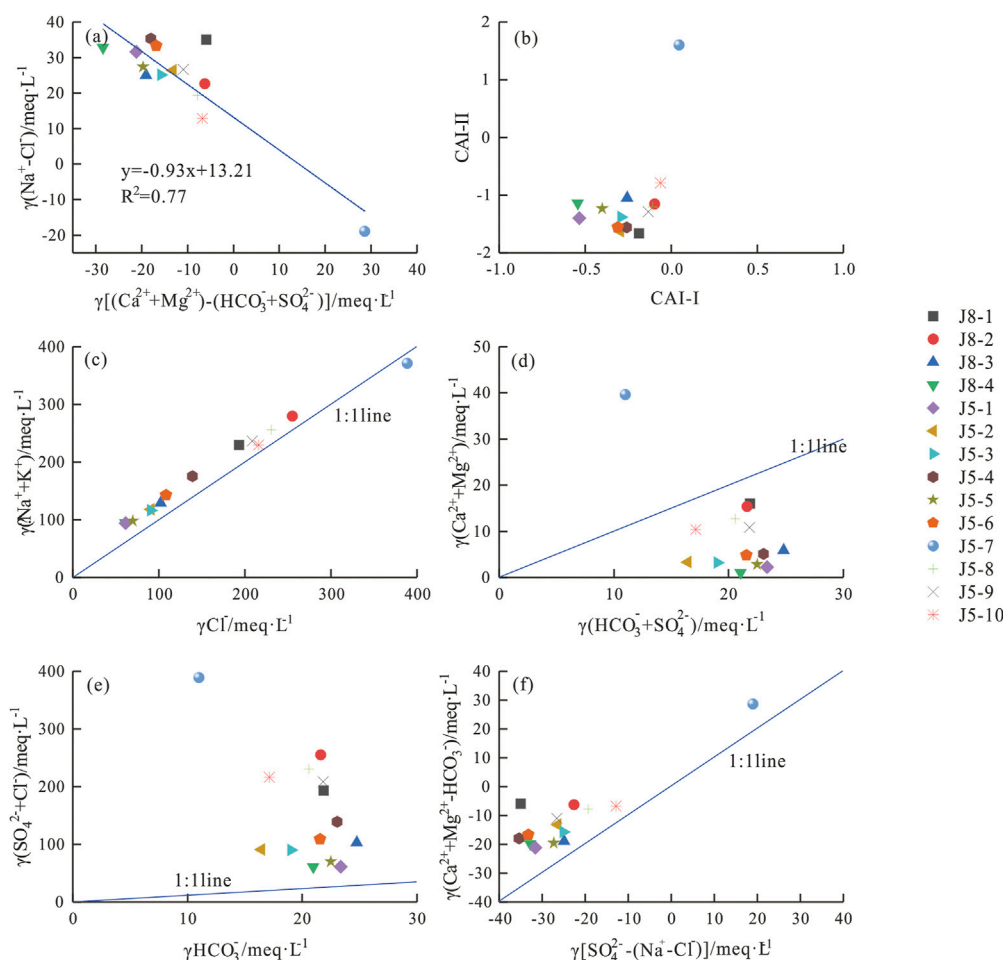 (a)
γ(Na⁺-Cl⁻)/meq·L⁻¹
40
30
20
10
0
-10
-20
y=-0.93x+13.21
R²=0.77
-30 -20 -10 0 10 20 30 40
γ[(Ca²⁺+Mg²⁺)-(HCO₃⁻+SO₄²⁻)]/meq·L⁻¹
(b)
CAI-II
2
1
0
-1
-2
-1.0 -0.5 0.0 0.5 1.0
CAI-I
(c)
γ(Na⁺+K⁺)/meq·L⁻¹
400
300
200
100
0
1:1line
0 100 200 300 400
γCl⁻/meq·L⁻¹
(d)
γ(Ca²⁺+Mg²⁺)/meq·L⁻¹
50
40
30
20
10
0
1:1line
0 10 20 30
γ(HCO₃⁻+SO₄²⁻)/meq·L⁻¹
J8-1
J8-2
J8-3
J8-4
J5-1
J5-2
J5-3
J5-4
J5-5
J5-6
J5-7
J5-8
J5-9
J5-10
(e)
γ(SO₄²⁻+Cl⁻)/meq·L⁻¹
400
300
200
100
0
1:1line
0 10 20 30
γHCO₃⁻/meq·L⁻¹
(f)
γ(Ca²⁺+Mg²⁺-HCO₃⁻)/meq·L⁻¹
40
30
20
10
0
-10
-20
-30
-40
1:1line
-40 -30 -20 -10 0 10 20 30 40
γ[SO₄²⁻-(Na⁺-Cl⁻)]/meq·L⁻¹